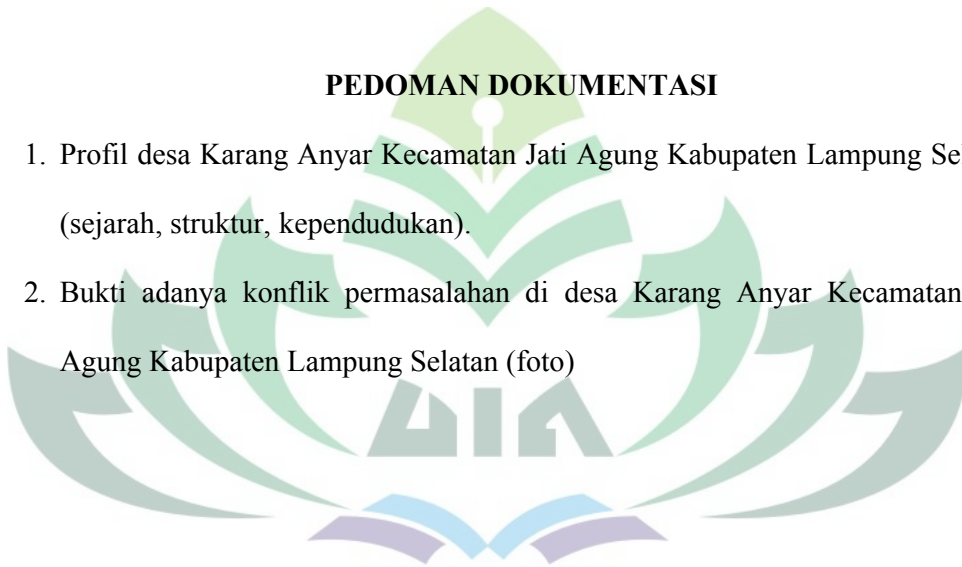 PEDOMAN DOKUMENTASI
1. Profil desa Karang Anyar Kecamatan Jati Agung Kabupaten Lampung Se
(sejarah, struktur, kependudukan).
2. Bukti adanya konflik permasalahan di desa Karang Anyar Kecamatan
Agung Kabupaten Lampung Selatan (foto)
UIN